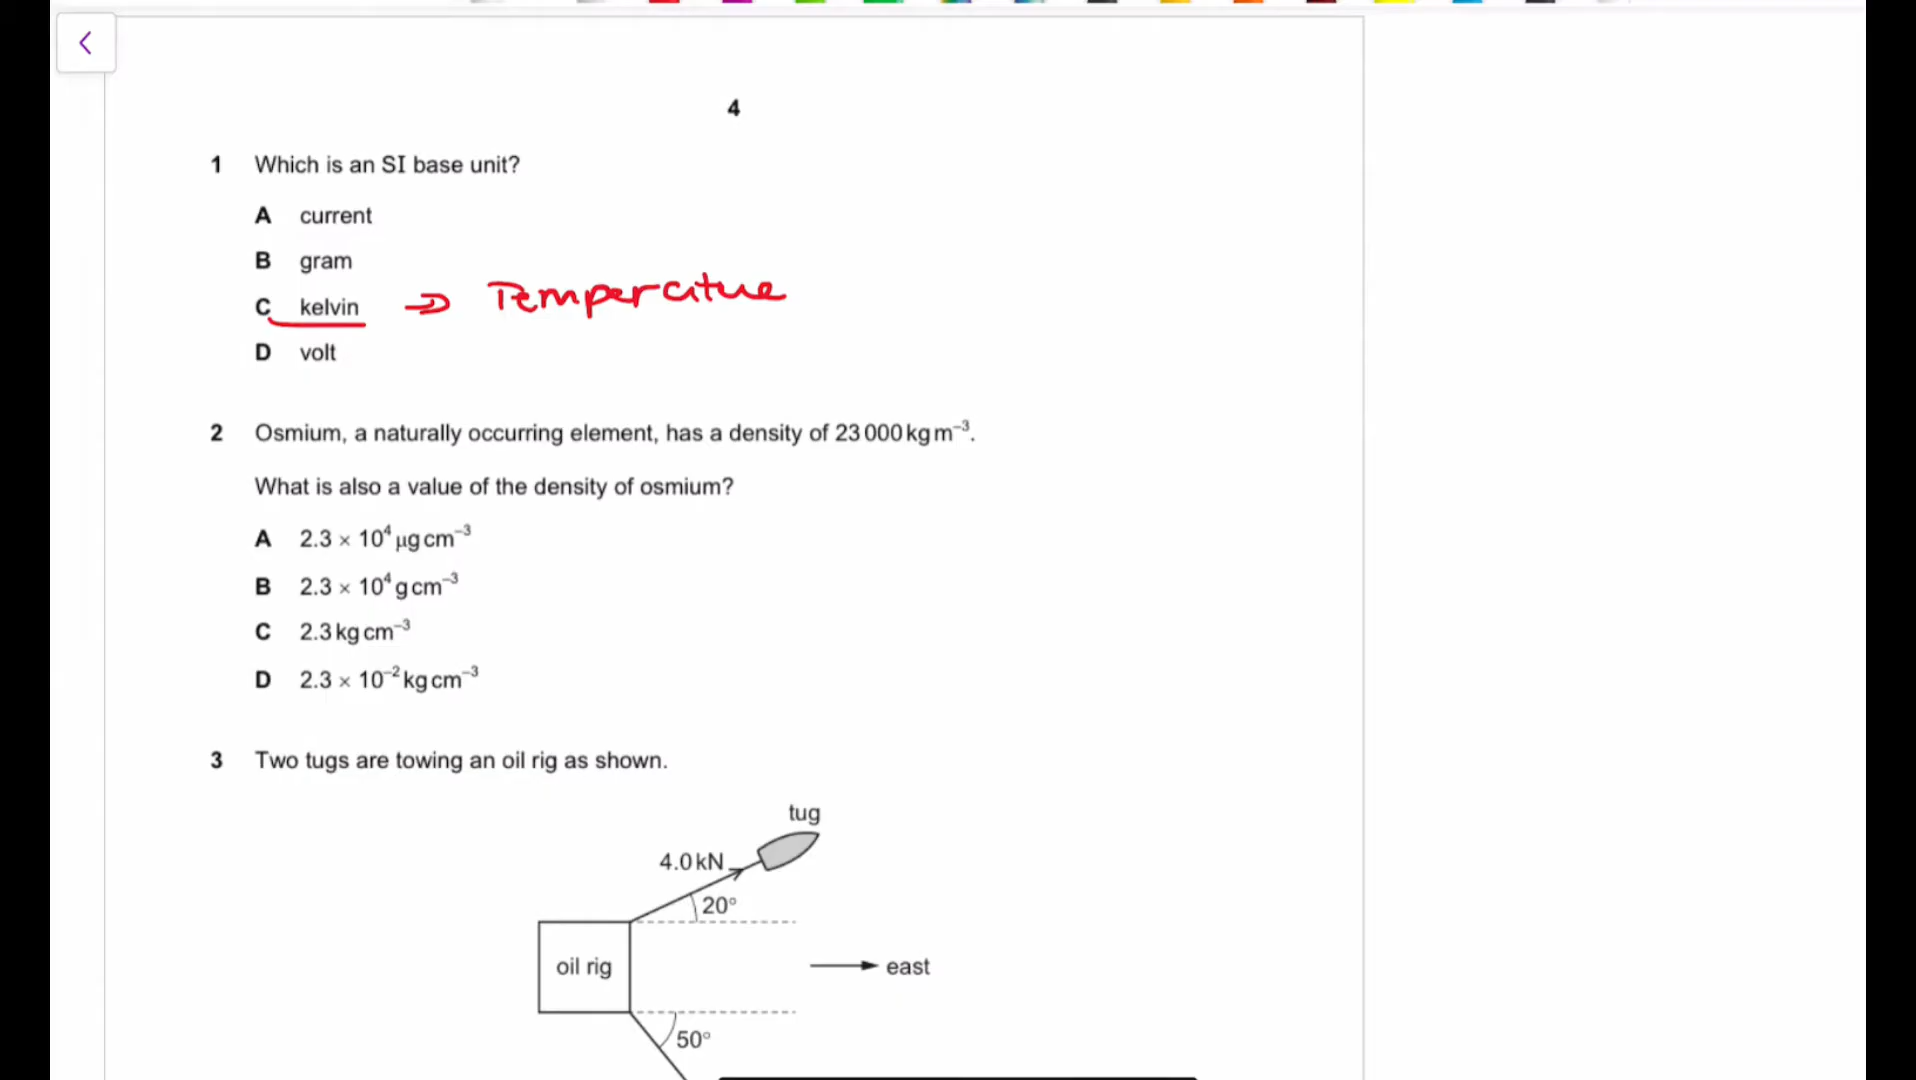 4
1 Which is an SI base unit?
A current
B gram
C kelvin → Temperature
D volt
2 Osmium, a naturally occurring element, has a density of 23 000 kg m⁻³.
What is also a value of the density of osmium?
A 2.3 × 10⁴ µg cm⁻³
B 2.3 × 10⁴ g cm⁻³
C 2.3 kg cm⁻³
D 2.3 × 10⁻² kg cm⁻³
3 Two tugs are towing an oil rig as shown.
tug
4.0 kN
20°
oil rig
east
50°